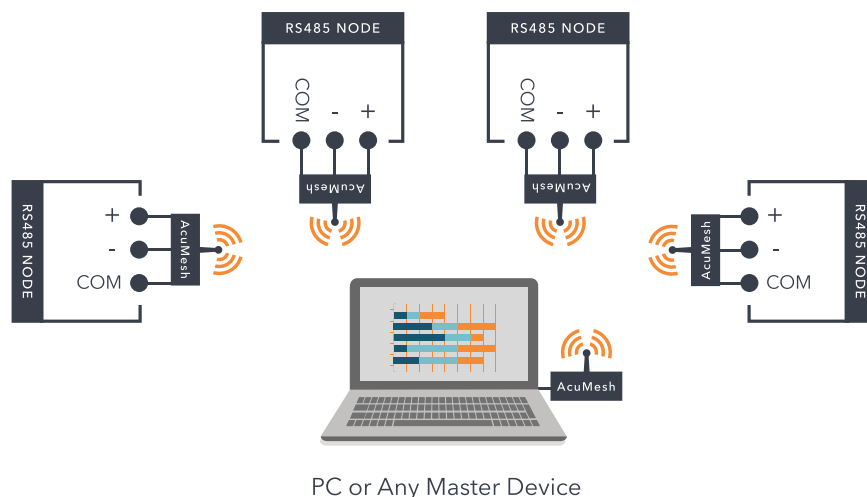 RS485 NODE
COM - +
AcuMesh
RS485 NODE
COM - +
AcuMesh
RS485 NODE
+
-
COM
AcuMesh
AcuMesh
+
-
COM
RS485 NODE
AcuMesh
PC or Any Master Device